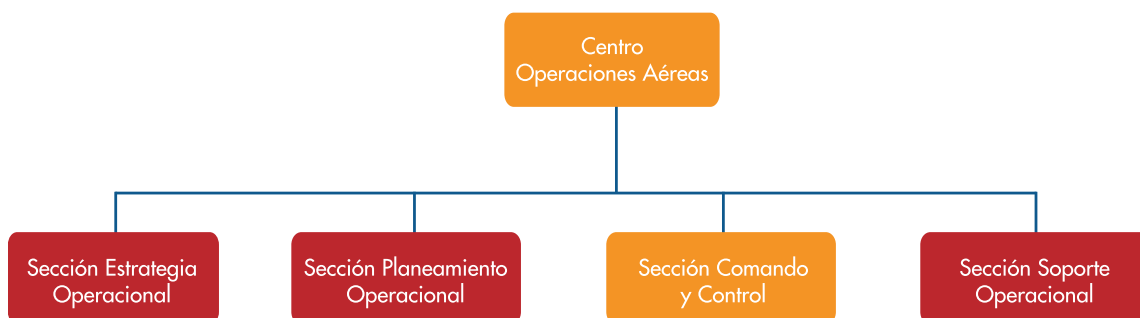 Centro
Operaciones Aéreas
Sección Estrategia
Operacional
Sección Planeamiento
Operacional
Sección Comando
y Control
Sección Soporte
Operacional